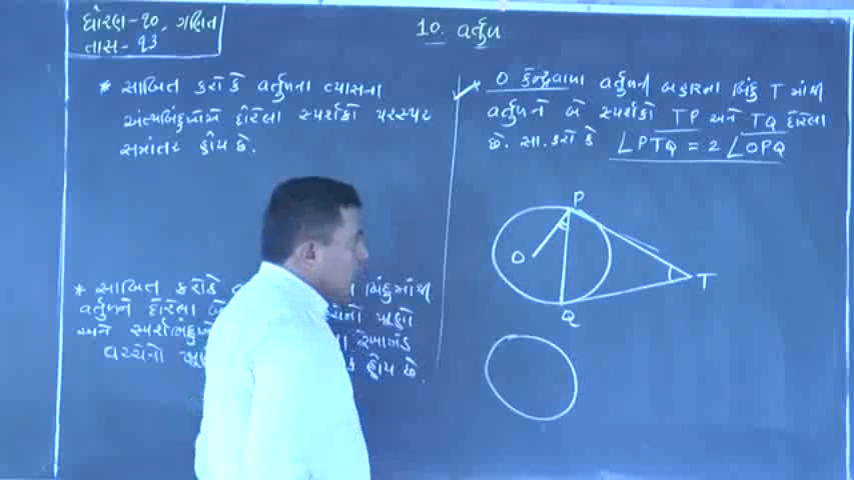 ધોરણ-૧૦, ગણિત
તાસ - ૧૩
10. વર્તુળ
* સાબિત કરો કે વર્તુળના વ્યાસના
અંત્યબિંદુઓએ દોરેલા સ્પર્શકો પરસ્પર
સમાંતર હોય છે.
* સાબિત કરોકે બિંદુમાંથી
વર્તુળને દોરેલા ખૂણો
અને રેખાખંડ
વચ્ચેનો હોય છે.
* O કેન્દ્રવાળા વર્તુળની બહારના બિંદુ T માંથી
વર્તુળને બે સ્પર્શકો TP અને TQ દોરેલા
છે. સા.કરો કે ∠PTQ = 2 ∠OPQ
P
O
T
Q